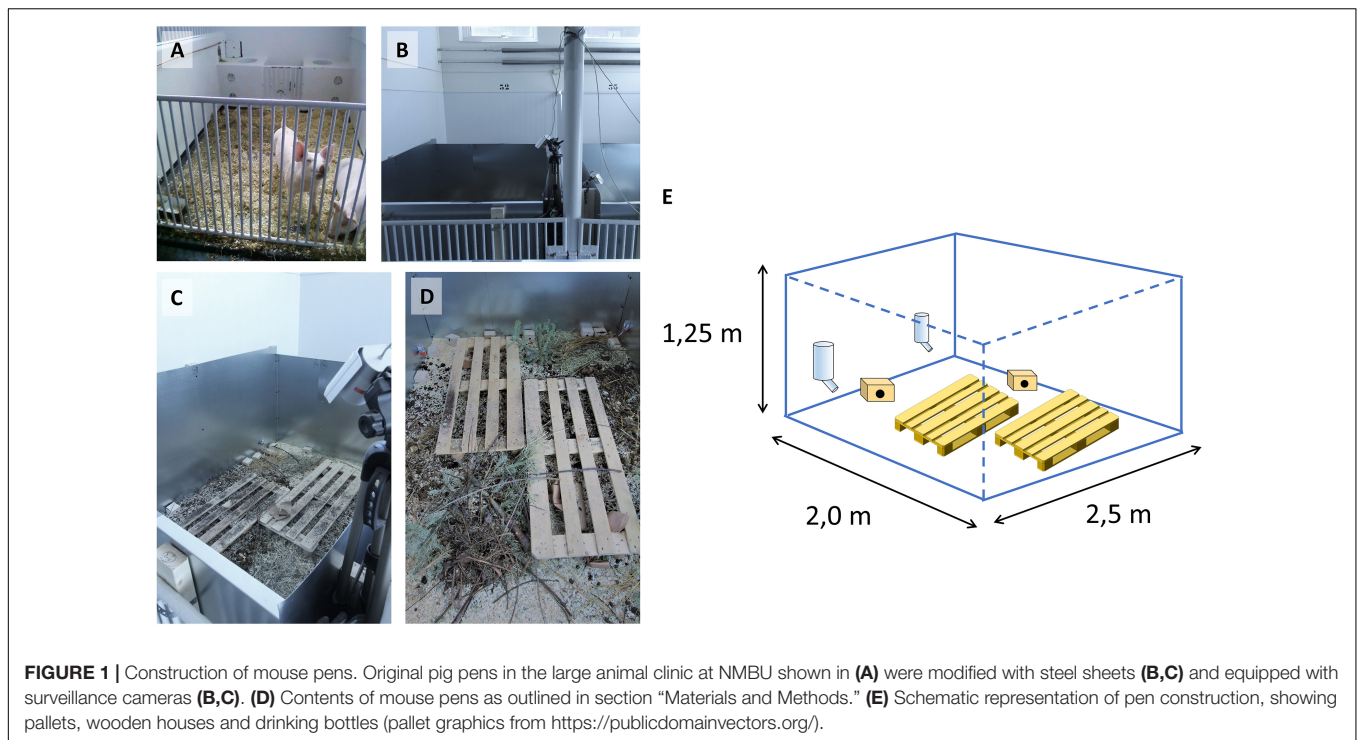 A
B
52
55
E
C
D
1,25 m
2,0 m
2,5 m
FIGURE 1 | Construction of mouse pens. Original pig pens in the large animal clinic at NMBU shown in (A) were modified with steel sheets (B,C) and equipped with
surveillance cameras (B,C). (D) Contents of mouse pens as outlined in section “Materials and Methods.” (E) Schematic representation of pen construction, showing
pallets, wooden houses and drinking bottles (pallet graphics from https://publicdomainvectors.org/).